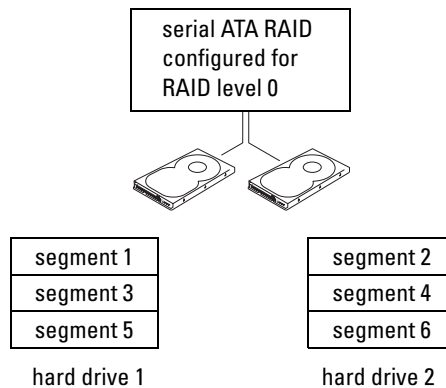 serial ATA RAID
configured for
RAID level 0
segment 1
segment 3
segment 5
hard drive 1
segment 2
segment 4
segment 6
hard drive 2